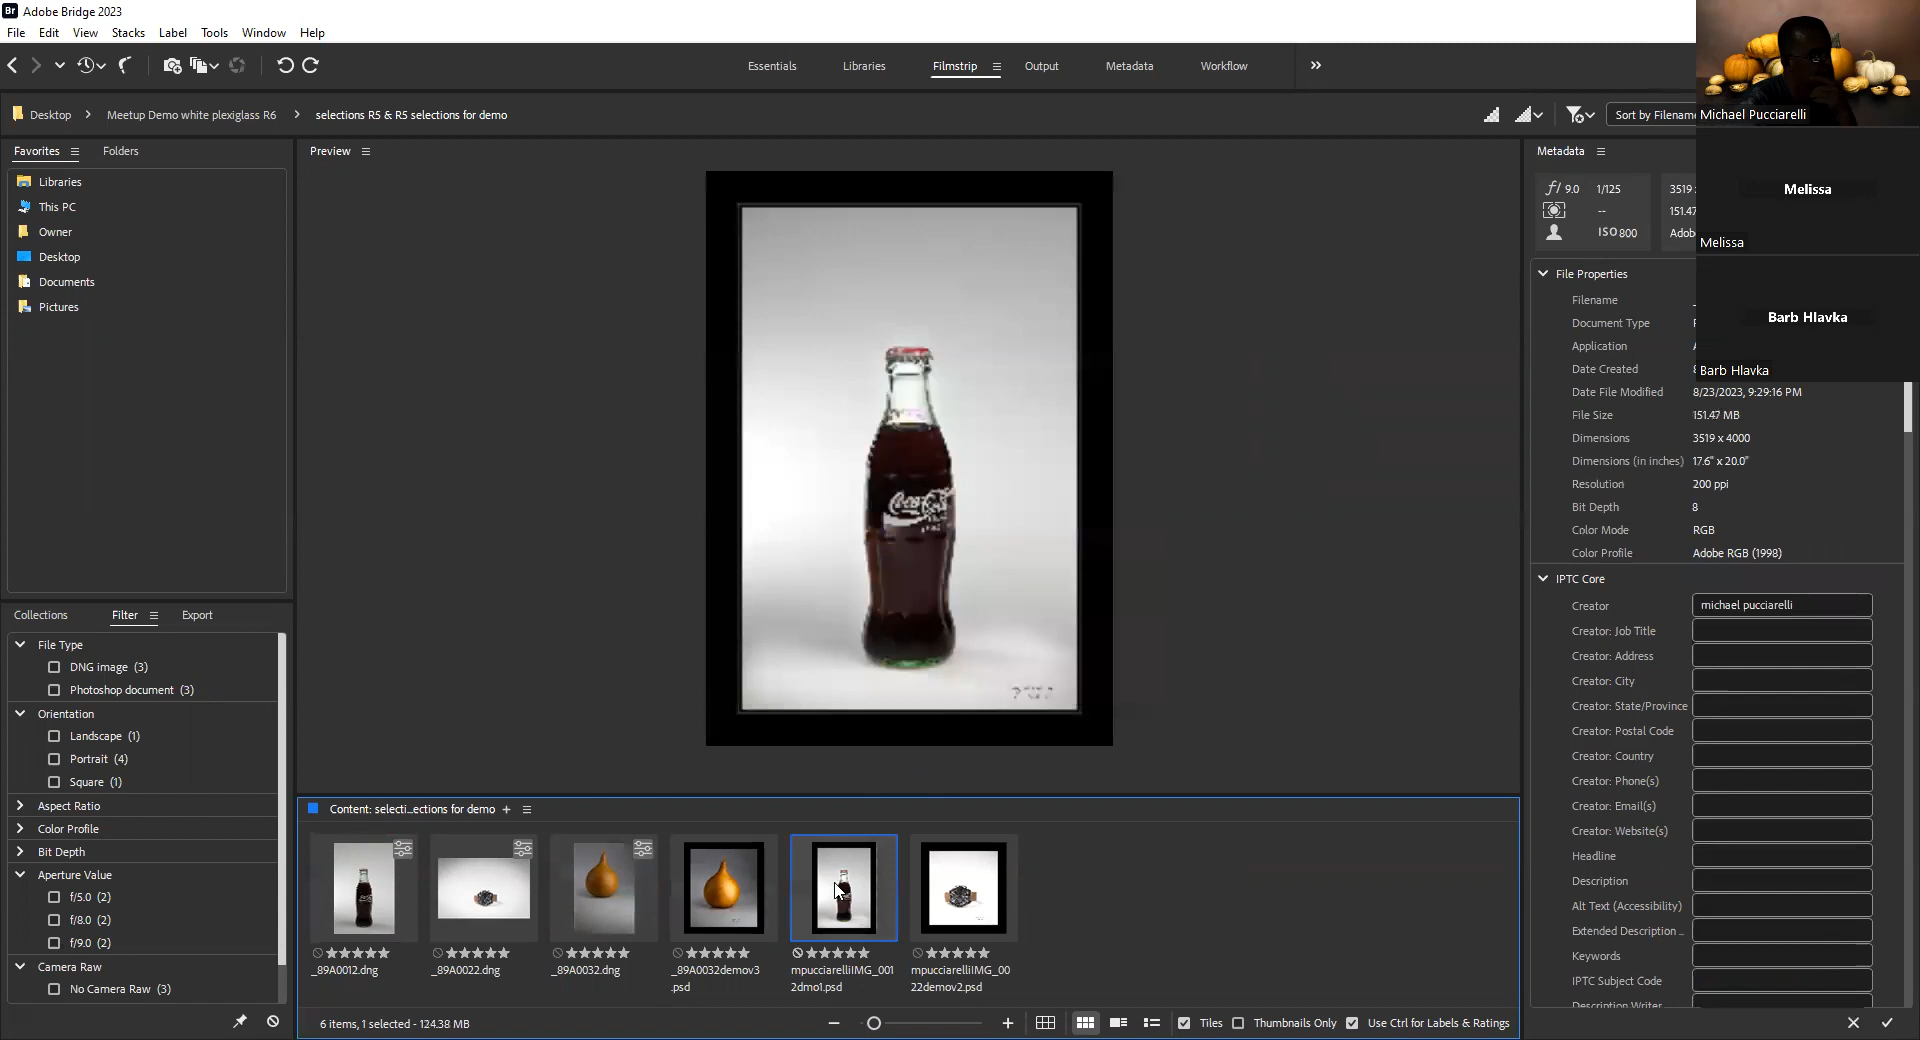 Br Adobe Bridge 2023
File Edit View Stacks Label Tools Window Help
Essentials Libraries Filmstrip Output Metadata Workflow
Desktop Meetup Demo white plexiglass R6 selections R5 & R5 selections for demo
Sort by Filename
Favorites Folders
Libraries
This PC
Owner
Desktop
Documents
Pictures
Collections Filter Export
File Type
DNG image (3)
Photoshop document (3)
Orientation
Landscape (1)
Portrait (4)
Square (1)
Aspect Ratio
Color Profile
Bit Depth
Aperture Value
f/5.0 (2)
f/8.0 (2)
f/9.0 (2)
Camera Raw
No Camera Raw (3)
Preview
Coca-Cola
Content: selecti...ections for demo
_89A0012.dng
_89A0022.dng
_89A0032.dng
_89A0032demov3
.psd
mpucciarelliIMG_001
2dmo1.psd
mpucciarelliIMG_00
22demov2.psd
6 items, 1 selected - 124.38 MB
Tiles Thumbnails Only Use Ctrl for Labels & Ratings
Metadata
f/ 9.0 1/125 3519
-- 151.47
ISO 800 Adob
File Properties
Filename
Document Type
Application
Date Created
Date File Modified 8/23/2023, 9:29:16 PM
File Size 151.47 MB
Dimensions 3519 x 4000
Dimensions (in inches) 17.6" x 20.0"
Resolution 200 ppi
Bit Depth 8
Color Mode RGB
Color Profile Adobe RGB (1998)
IPTC Core
Creator michael pucciarelli
Creator: Job Title
Creator: Address
Creator: City
Creator: State/Province
Creator: Postal Code
Creator: Country
Creator: Phone(s)
Creator: Email(s)
Creator: Website(s)
Headline
Description
Alt Text (Accessibility)
Extended Description ...
Keywords
IPTC Subject Code
Description Writer
Michael Pucciarelli
Melissa
Melissa
Barb Hlavka
Barb Hlavka